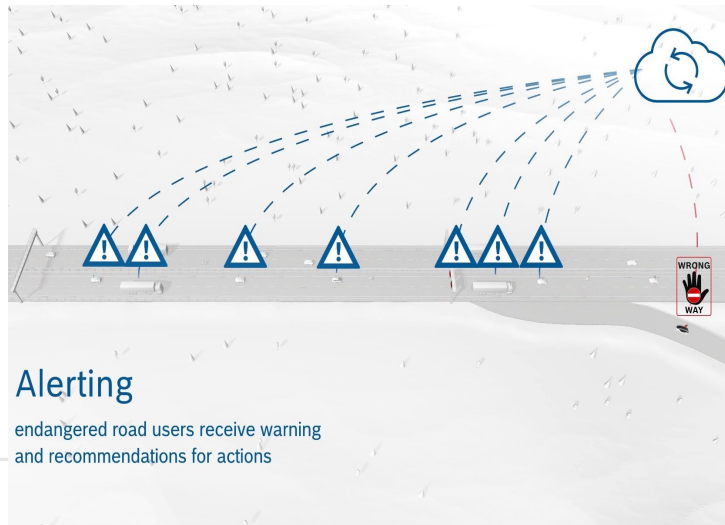 WRONG
WAY
Alerting
endangered road users receive warning
and recommendations for actions